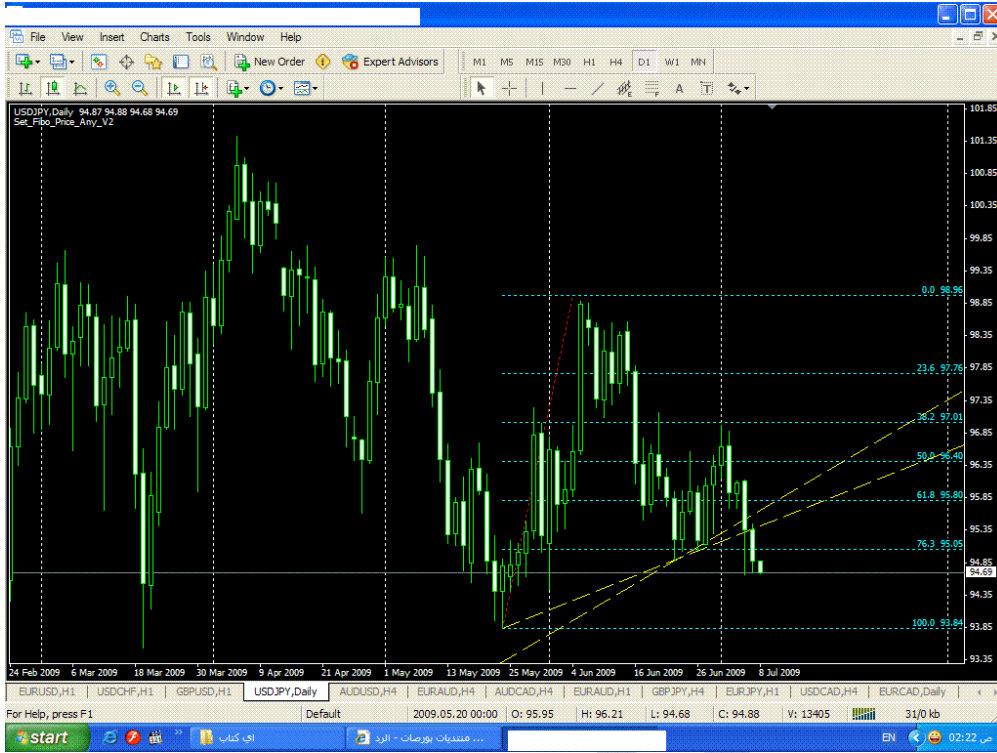 File View Insert Charts Tools Window Help
New Order Expert Advisors M1 M5 M15 M30 H1 H4 D1 W1 MN
A T
USDJPY,Daily 94.87 94.88 94.68 94.69
Set_Fibo_Price_Any_V2
101.85
101.35
100.85
100.35
99.85
99.35
0.0 98.96
98.85
98.35
23.6 97.76
97.85
97.35
38.2 97.01
96.85
50.0 96.40
96.35
61.8 95.80
95.85
95.35
76.3 95.05
94.85
94.69
94.35
100.0 93.84
93.85
93.35
24 Feb 2009 6 Mar 2009 18 Mar 2009 30 Mar 2009 9 Apr 2009 21 Apr 2009 1 May 2009 13 May 2009 25 May 2009 4 Jun 2009 16 Jun 2009 26 Jun 2009 8 Jul 2009
EURUSD,H1 USDCHF,H1 GBPUSD,H1 USDJPY,Daily AUDUSD,H4 EURAUD,H4 AUDCAD,H4 EURAUD,H1 GBPJPY,H4 EURJPY,H1 USDCAD,H4 EURCAD,Daily
For Help, press F1 Default 2009.05.20 00:00 O: 95.95 H: 96.21 L: 94.68 C: 94.88 V: 13405 31/0 kb
start اي كتاب منتديات بورصات - الرد ... EN 02:22 ص